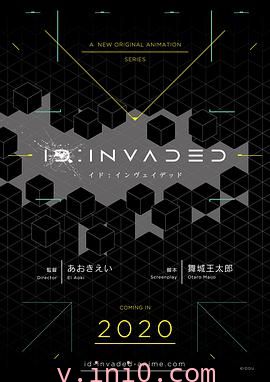 A NEW ORIGINAL ANIMATION
SERIES
ID:INVADED
イド:インヴェイデッド
監督 あおきえい
Director Ei Aoki
脚本 舞城王太郎
Screenplay Otaro Maijo
COMING IN
2020
id-invaded-anime.com
©IDDU
v.ini0.com